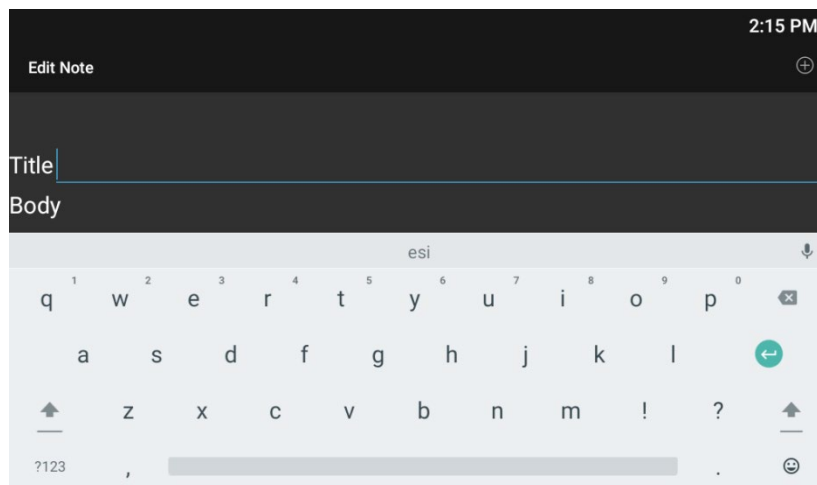 2:15 PM
Edit Note
Title
Body
esi
1 2 3 4 5 6 7 8 9 0
q w e r t y u i o p
a s d f g h j k l
z x c v b n m ! ?
?123 , .